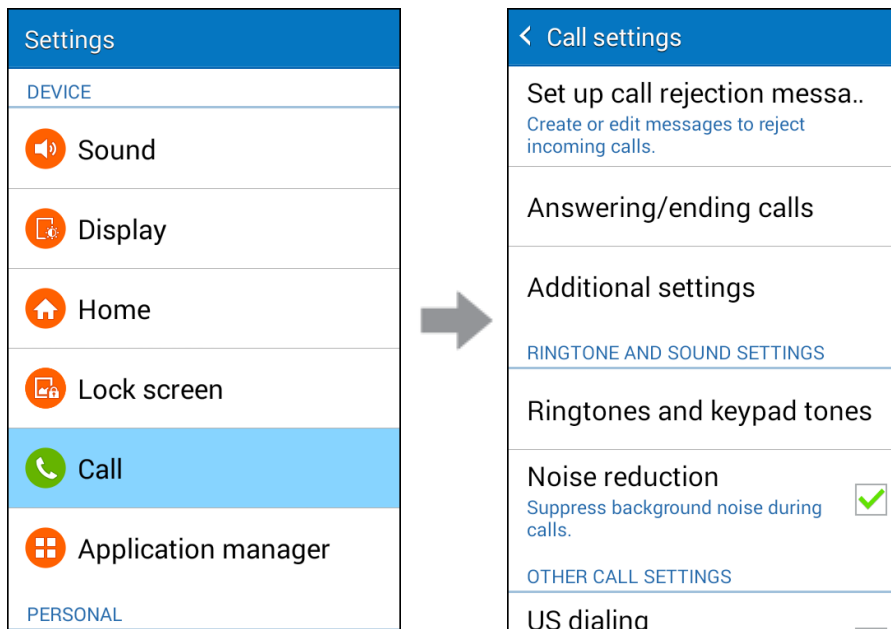 Settings
DEVICE
Sound
Display
Home
Lock screen
Call
Application manager
PERSONAL
Call settings
Set up call rejection messa..
Create or edit messages to reject
incoming calls.
Answering/ending calls
Additional settings
RINGTONE AND SOUND SETTINGS
Ringtones and keypad tones
Noise reduction
Suppress background noise during
calls.
OTHER CALL SETTINGS
US dialing